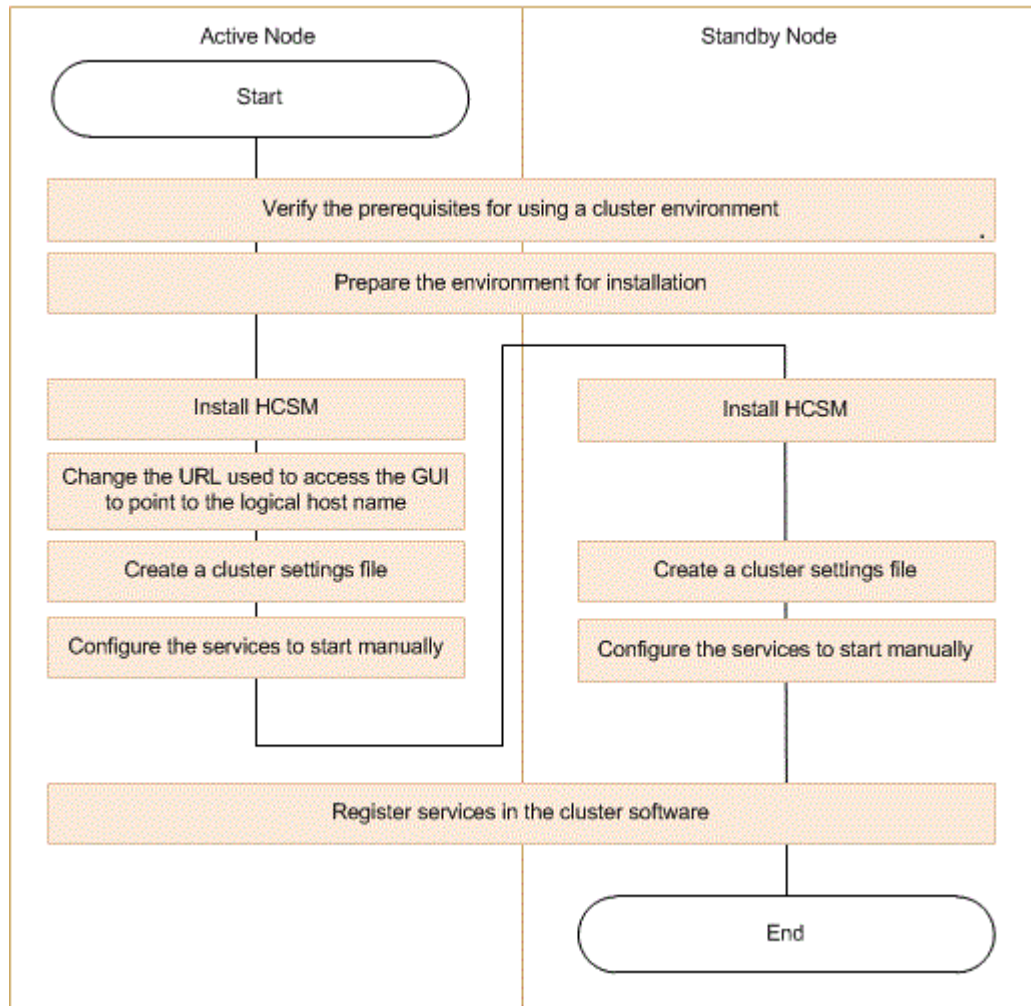 Active Node
Standby Node
Start
Verify the prerequisites for using a cluster environment
.
Prepare the environment for installation
Install HCSM
Change the URL used to access the GUI
to point to the logical host name
Create a cluster settings file
Configure the services to start manually
Install HCSM
Create a cluster settings file
Configure the services to start manually
Register services in the cluster software
End